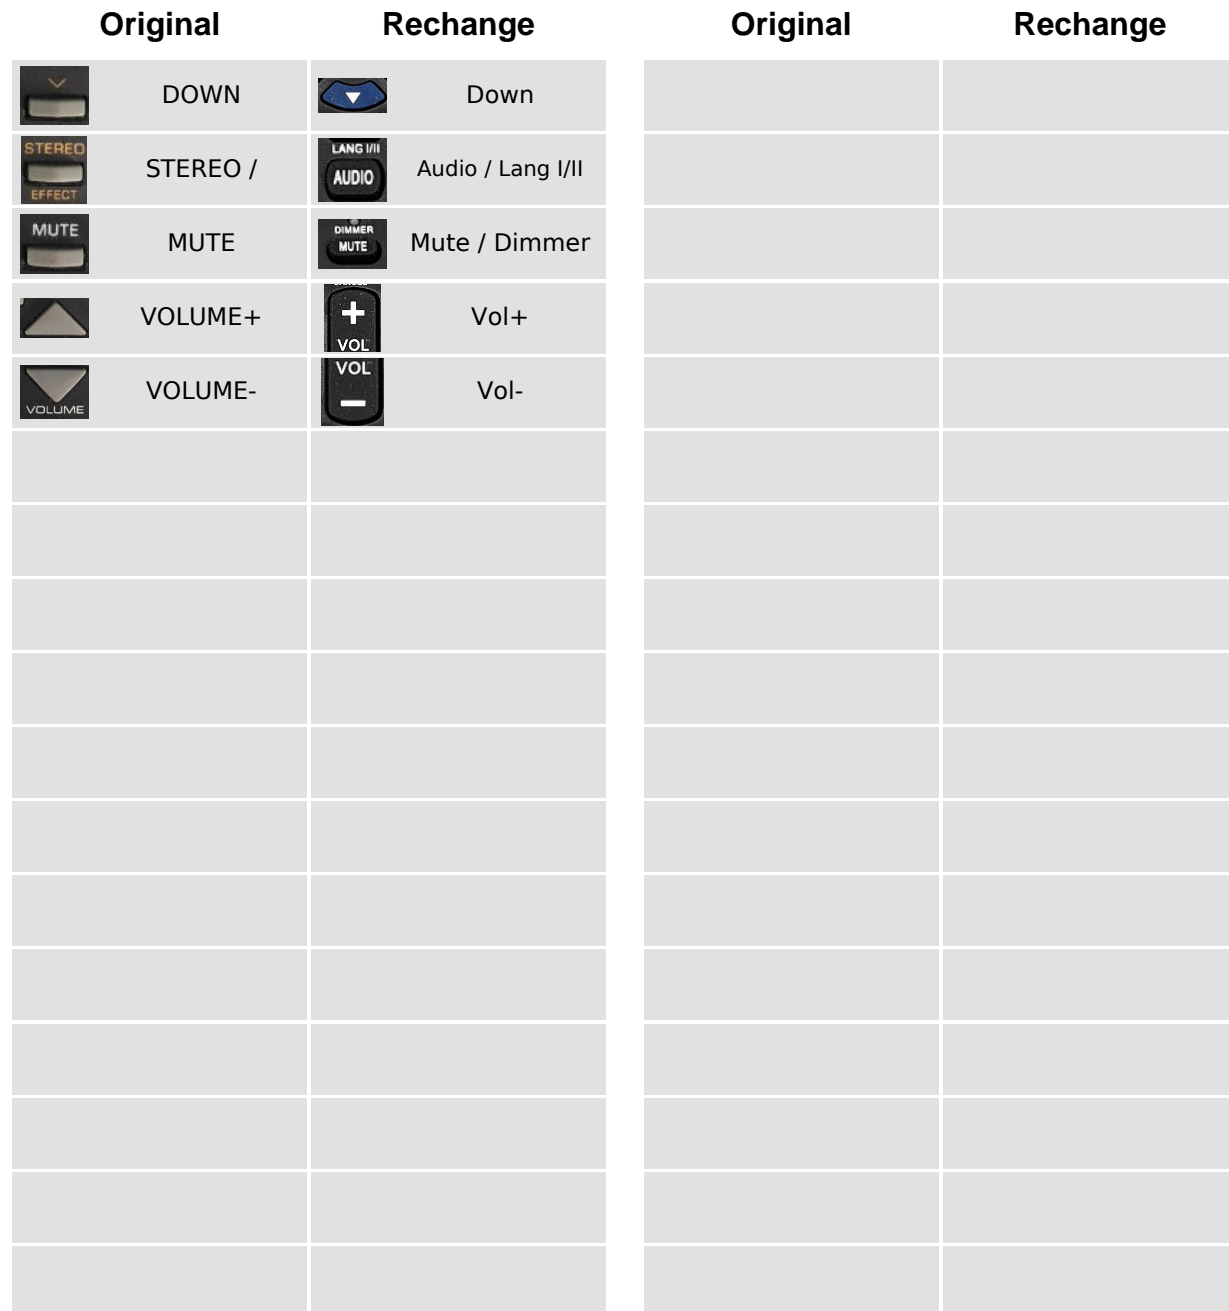 Original Rechange Original Rechange
DOWN Down
STEREO
EFFECT
STEREO /
LANG I/II
AUDIO
Audio / Lang I/II
MUTE
MUTE
DIMMER
MUTE
Mute / Dimmer
VOLUME+
+
VOL
Vol+
VOLUME
VOLUME-
VOL
–
Vol-